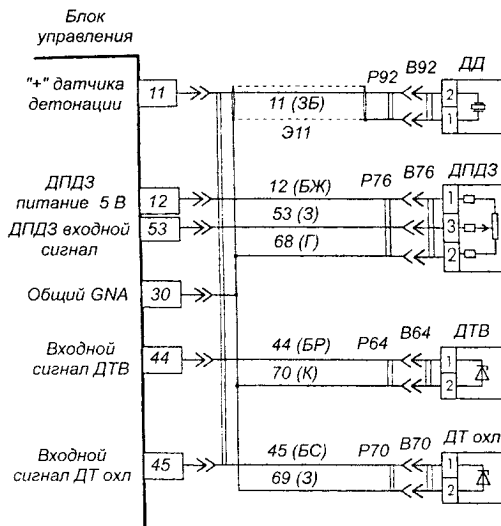 Блок
управления
"+" датчика
детонации
11
11 (ЗБ)
Э11
Р92
В92
ДД
2
1
ДПДЗ
питание 5 В
12
12 (БЖ)
Р76
В76
ДПДЗ
1
ДПДЗ входной
сигнал
53
53 (З)
3
68 (Г)
2
Общий GNA
30
Входной
сигнал ДТВ
44
44 (БР)
70 (К)
Р64
В64
ДТВ
1
2
Входной
сигнал ДТ охл
45
45 (БС)
69 (З)
Р70
В70
ДТ охл
1
2